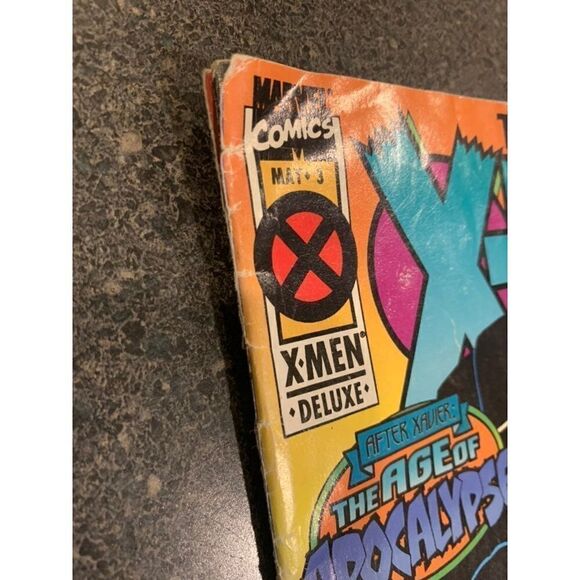 MARVEL
COMICS
MAY • 3
X•MEN®
• DELUXE •
X-
AFTER XAVIER:
THE AGE OF
APOCALYPSE